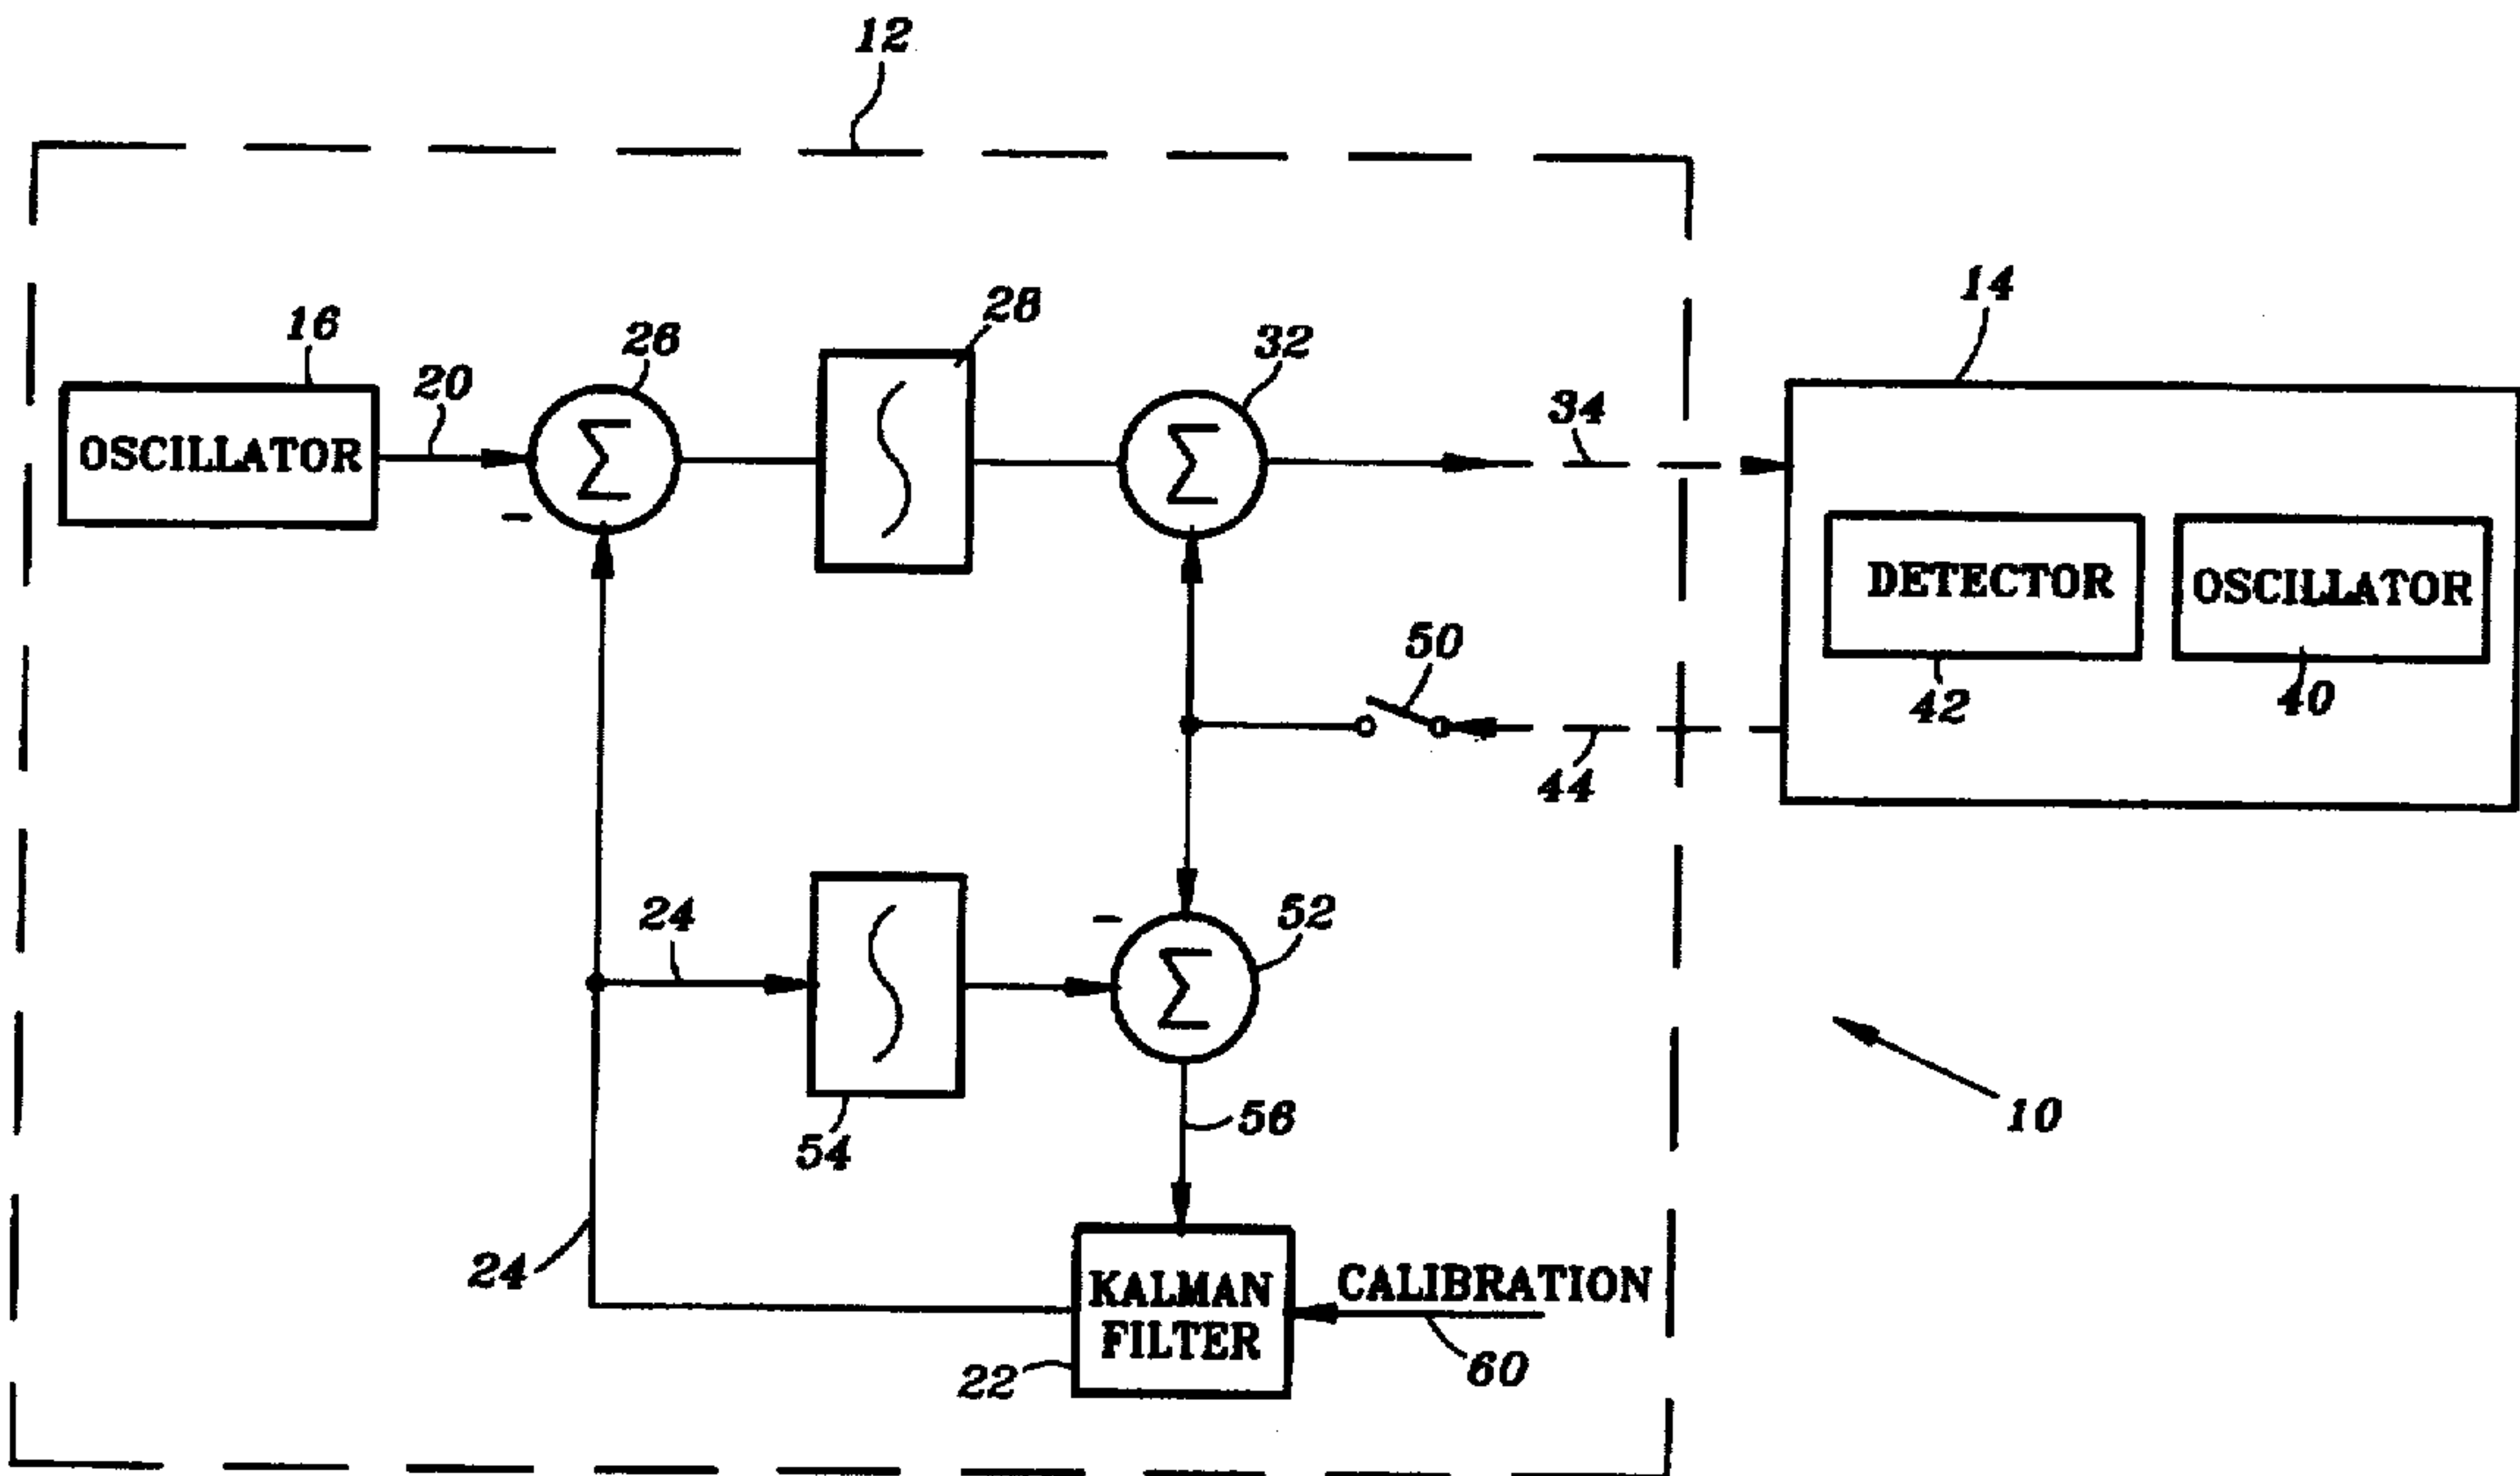 12
14
16
20
26
28
32
34
OSCILLATOR
Σ
Σ
50
DETECTOR
OSCILLATOR
42
40
44
-
24
54
-
52
Σ
56
10
24
KALMAN
FILTER
22
CALIBRATION
60